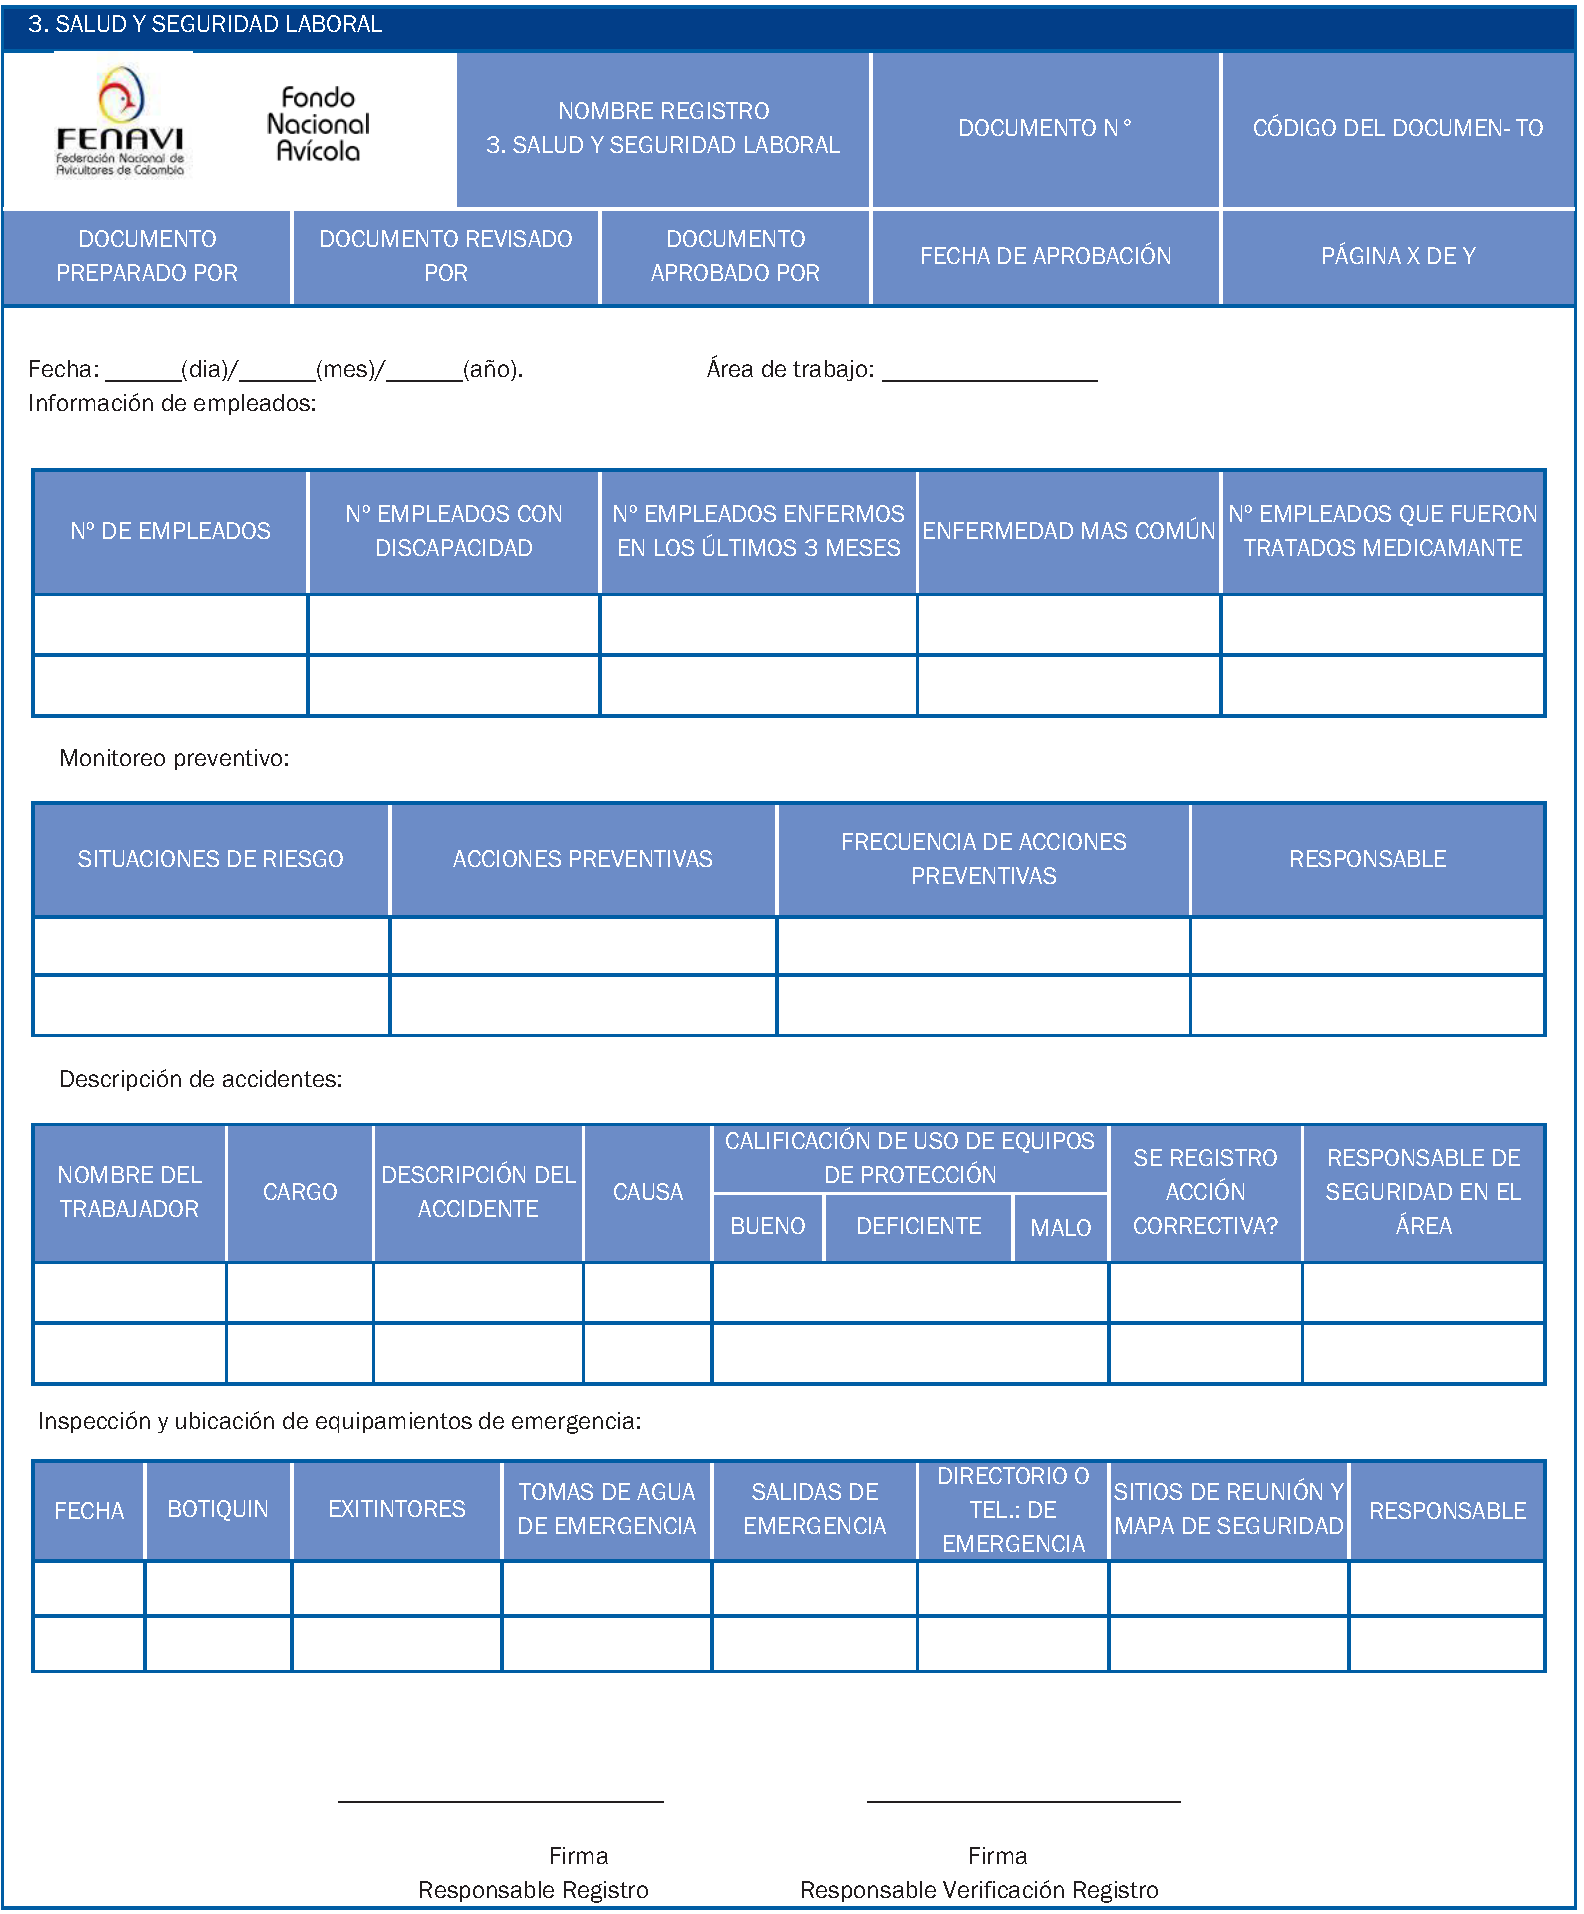 3. SALUD Y SEGURIDAD LABORAL
FENAVI
Federación Nacional de
Avicultores de Colombia
Fondo
Nacional
Avícola
NOMBRE REGISTRO
3. SALUD Y SEGURIDAD LABORAL
DOCUMENTO N°
CÓDIGO DEL DOCUMEN- TO
DOCUMENTO
PREPARADO POR
DOCUMENTO REVISADO
POR
DOCUMENTO
APROBADO POR
FECHA DE APROBACIÓN
PÁGINA X DE Y
Fecha: ______(dia)/______(mes)/______(año).
Área de trabajo: _________________
Información de empleados:
Nº DE EMPLEADOS
Nº EMPLEADOS CON
DISCAPACIDAD
Nº EMPLEADOS ENFERMOS
EN LOS ÚLTIMOS 3 MESES
ENFERMEDAD MAS COMÚN
Nº EMPLEADOS QUE FUERON
TRATADOS MEDICAMANTE
Monitoreo preventivo:
SITUACIONES DE RIESGO
ACCIONES PREVENTIVAS
FRECUENCIA DE ACCIONES
PREVENTIVAS
RESPONSABLE
Descripción de accidentes:
NOMBRE DEL
TRABAJADOR
CARGO
DESCRIPCIÓN DEL
ACCIDENTE
CAUSA
CALIFICACIÓN DE USO DE EQUIPOS
DE PROTECCIÓN
BUENO
DEFICIENTE
MALO
SE REGISTRO
ACCIÓN
CORRECTIVA?
RESPONSABLE DE
SEGURIDAD EN EL
ÁREA
Inspección y ubicación de equipamientos de emergencia:
FECHA
BOTIQUIN
EXITINTORES
TOMAS DE AGUA
DE EMERGENCIA
SALIDAS DE
EMERGENCIA
DIRECTORIO O
TEL.: DE
EMERGENCIA
SITIOS DE REUNIÓN Y
MAPA DE SEGURIDAD
RESPONSABLE
Firma
Responsable Registro
Firma
Responsable Verificación Registro